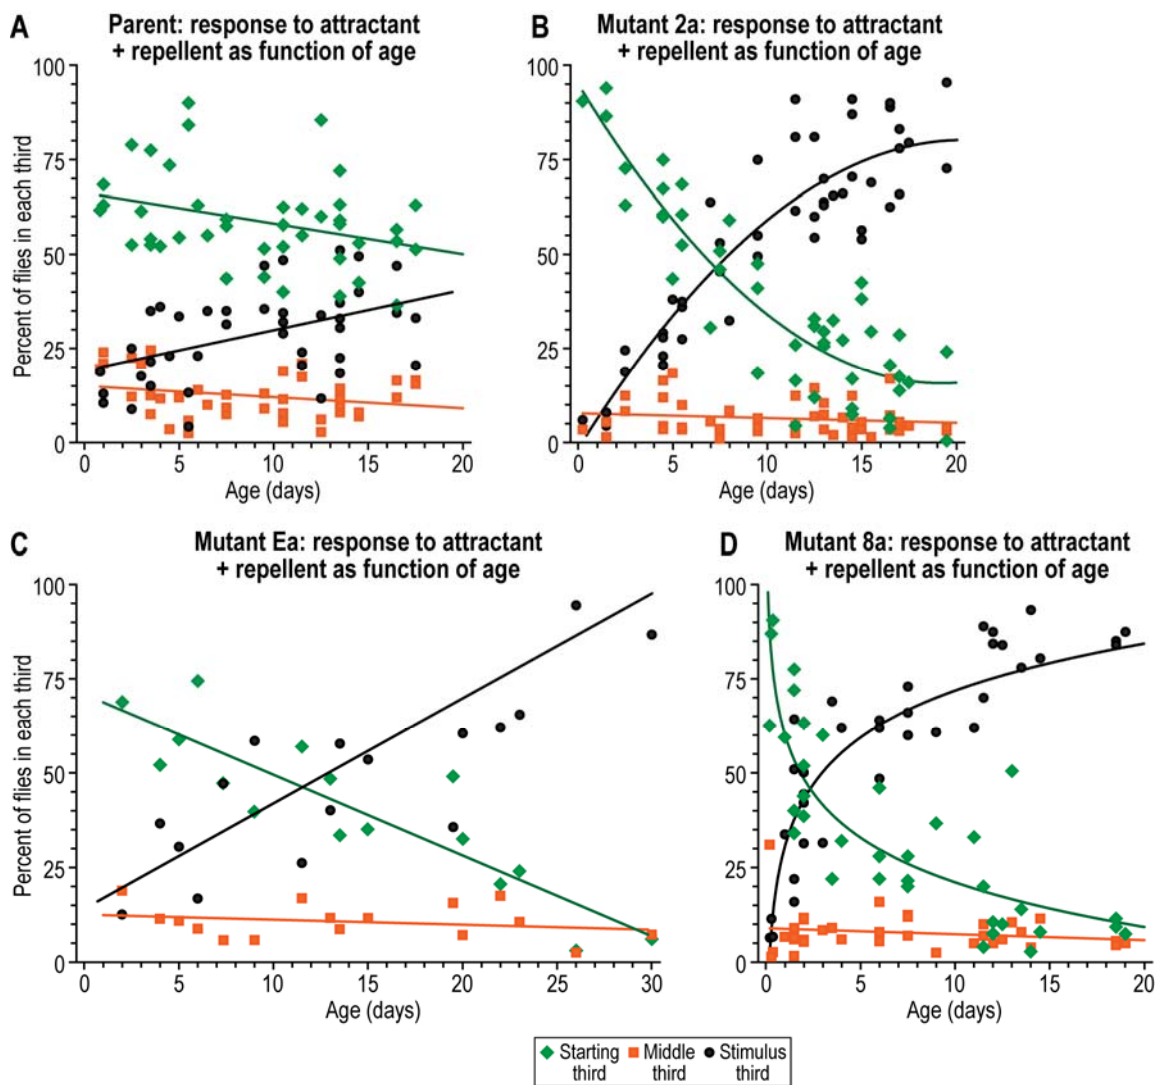 A
Parent: response to attractant
+ repellent as function of age
B
Mutant 2a: response to attractant
+ repellent as function of age
Percent of flies in each third
100
75
50
25
0
0
5
10
15
20
Age (days)
100
75
50
25
0
0
5
10
15
20
Age (days)
C
Mutant Ea: response to attractant
+ repellent as function of age
D
Mutant 8a: response to attractant
+ repellent as function of age
Percent of flies in each third
100
75
50
25
0
0
5
10
15
20
25
30
Age (days)
100
75
50
25
0
0
5
10
15
20
Age (days)
Starting third
Middle third
Stimulus third